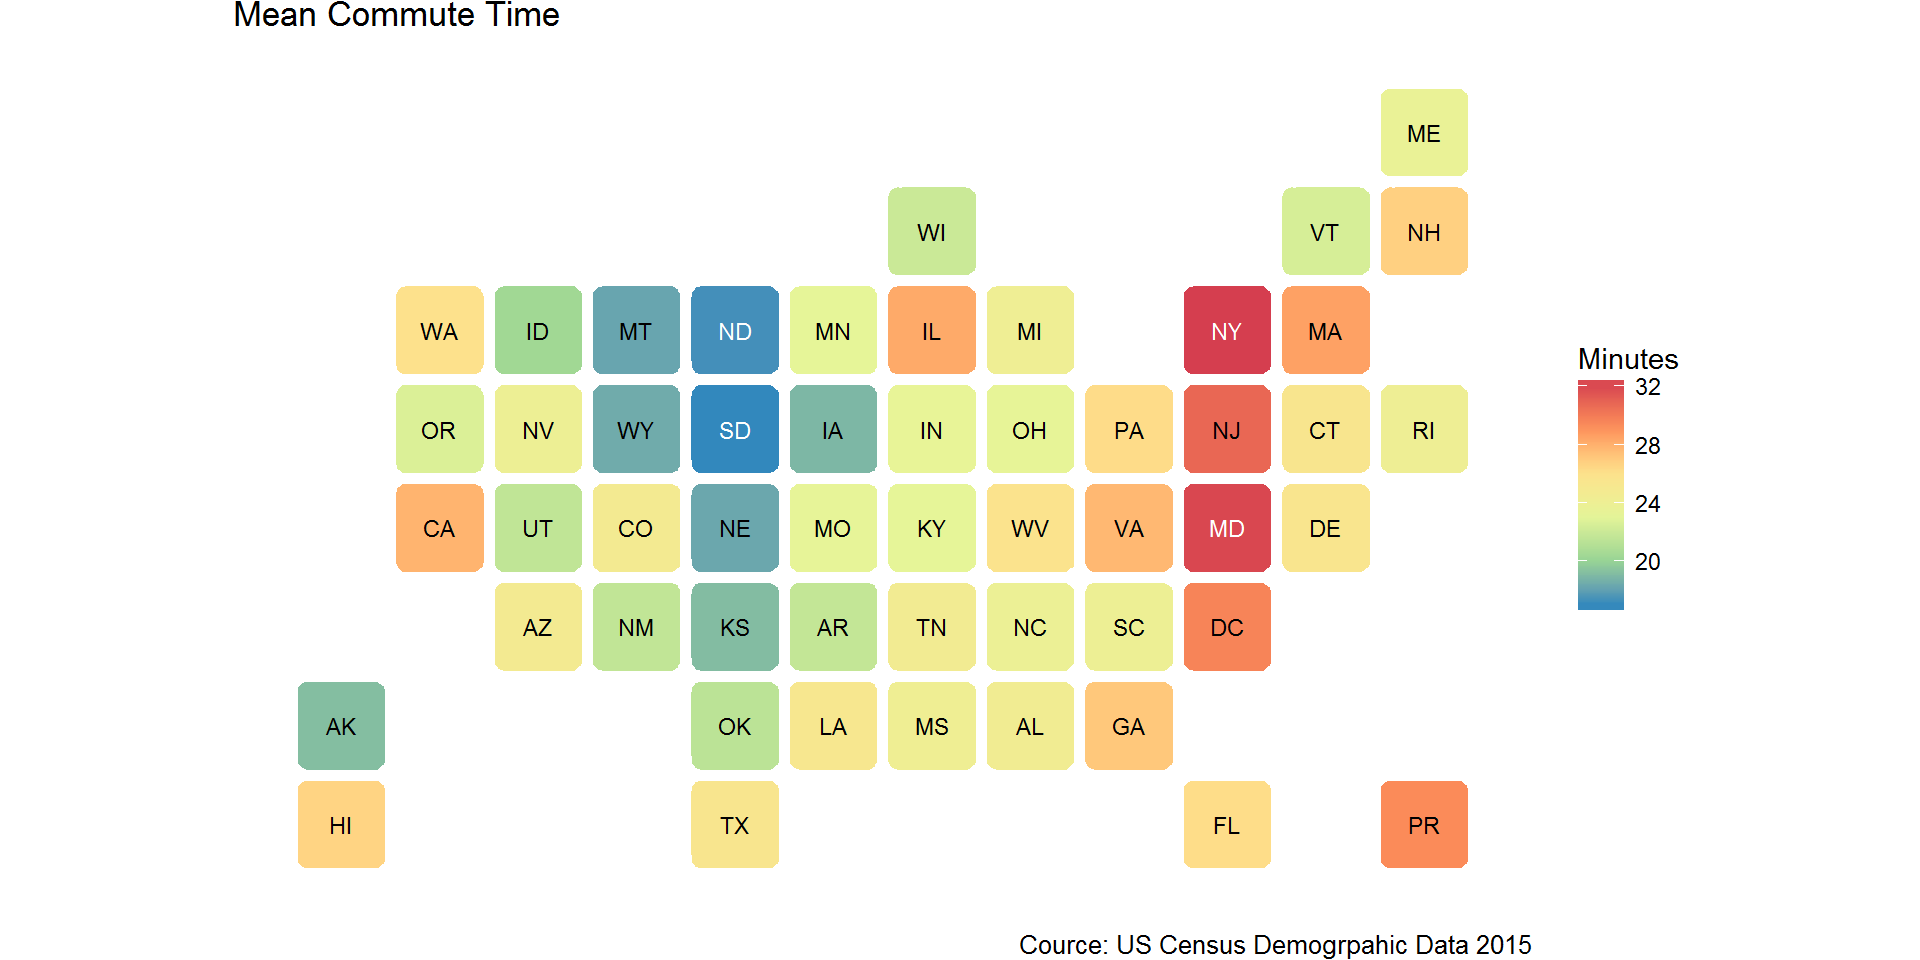 Mean Commute Time
ME
WI VT NH
WA ID MT ND MN IL MI NY MA
OR NV WY SD IA IN OH PA NJ CT RI
CA UT CO NE MO KY WV VA MD DE
AZ NM KS AR TN NC SC DC
AK OK LA MS AL GA
HI TX FL PR
Minutes
32
28
24
20
Cource: US Census Demogrpahic Data 2015